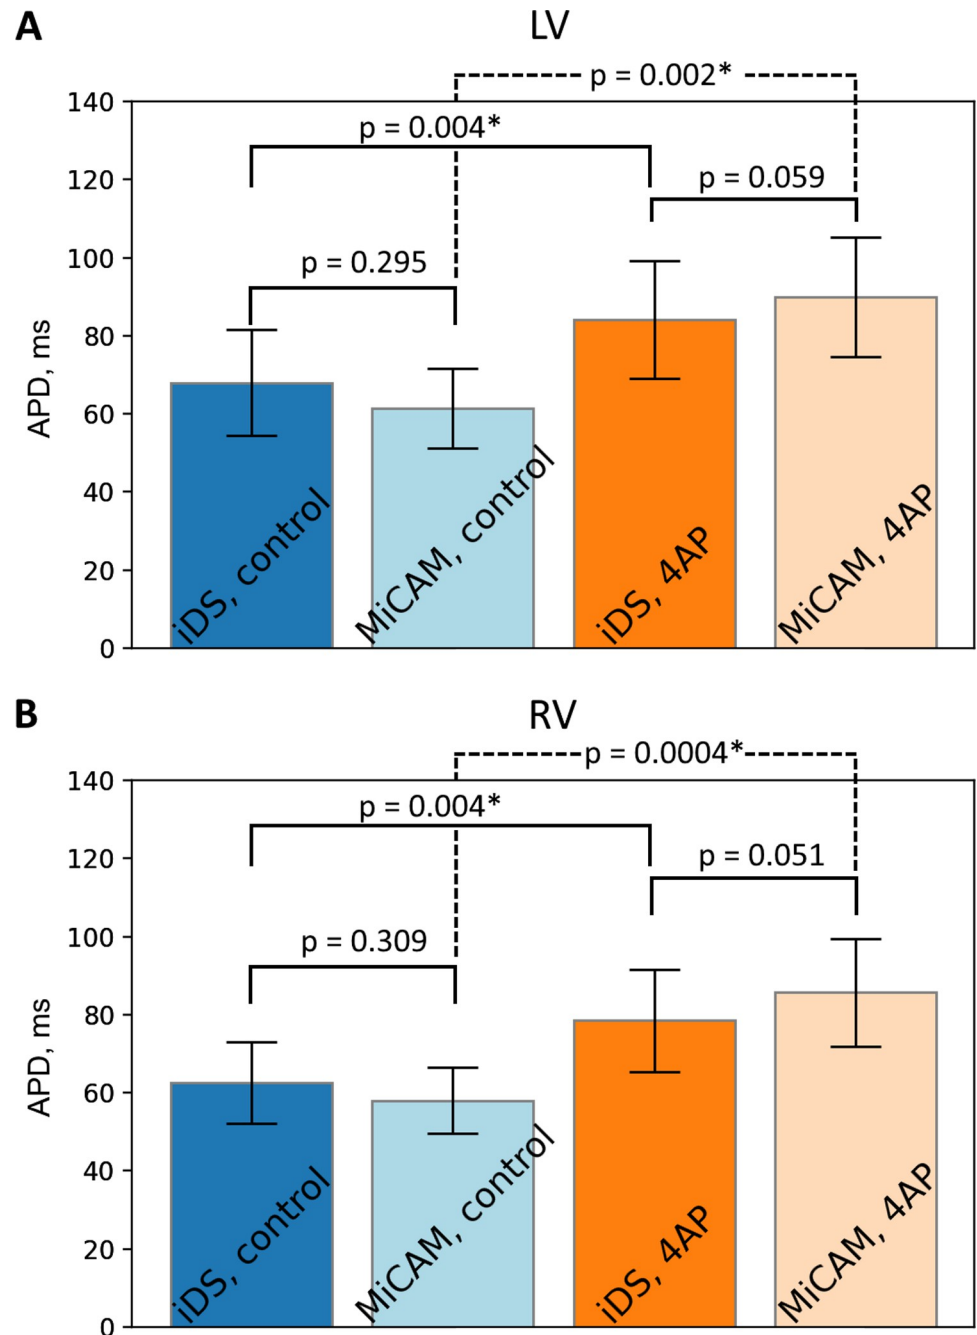 A
LV
p = 0.002*
140
p = 0.004*
120
p = 0.059
100
p = 0.295
80
APD, ms
60
40
20
0
iDS, control
MiCAM, control
iDS, 4AP
MiCAM, 4AP
B
RV
p = 0.0004*
140
p = 0.004*
120
p = 0.051
100
p = 0.309
80
APD, ms
60
40
20
0
iDS, control
MiCAM, control
iDS, 4AP
MiCAM, 4AP